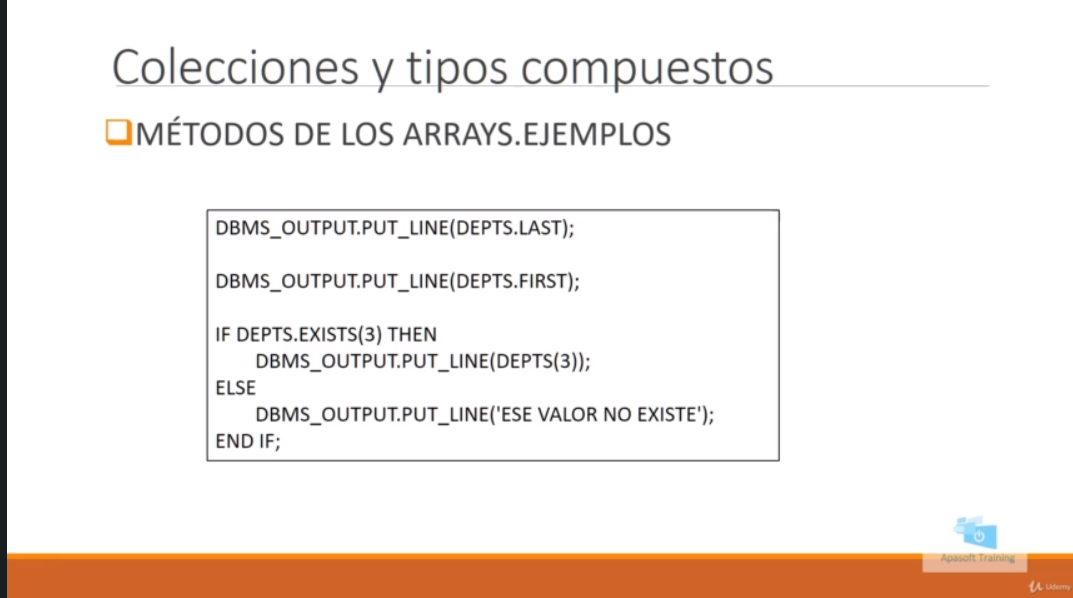 Colecciones y tipos compuestos
MÉTODOS DE LOS ARRAYS.EJEMPLOS
DBMS_OUTPUT.PUT_LINE(DEPTS.LAST);
DBMS_OUTPUT.PUT_LINE(DEPTS.FIRST);
IF DEPTS.EXISTS(3) THEN
DBMS_OUTPUT.PUT_LINE(DEPTS(3));
ELSE
DBMS_OUTPUT.PUT_LINE('ESE VALOR NO EXISTE');
END IF;
Apasoft Training
Udemy